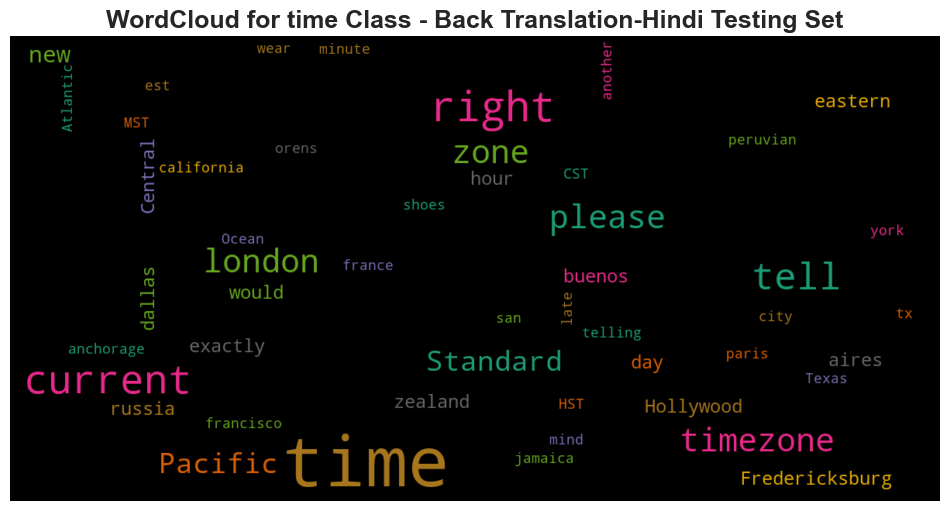 WordCloud for time Class - Back Translation-Hindi Testing Set
wear minute another
new
Atlantic
est
right
eastern
MST
zone
peruvian
Central
orens
california
hour
CST
shoes
please
york
Ocean
london
france
tell
would
buenos
dallas
late
san
city
tx
telling
anchorage
exactly
Standard
day
paris
aires
current
Texas
russia
zealand
HST
Hollywood
francisco
time
mind
timezone
Pacific
jamaica
Fredericksburg